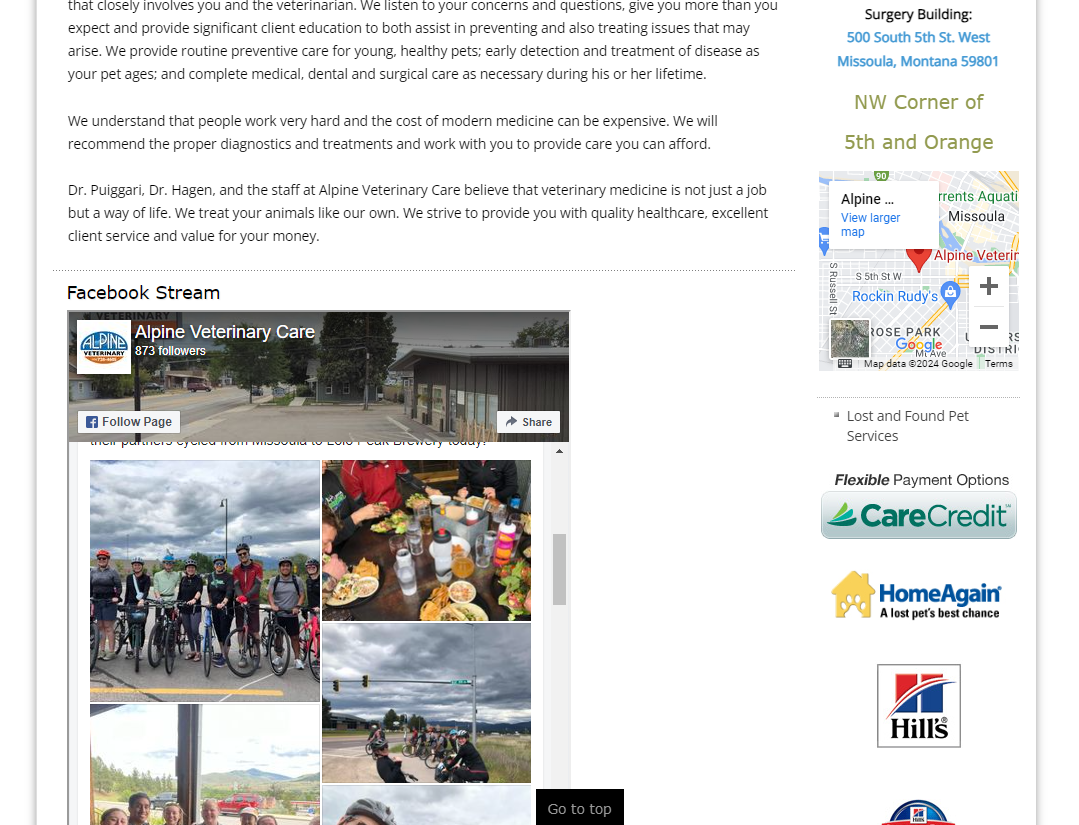 that closely involves you and the veterinarian. We listen to your concerns and questions, give you more than you
expect and provide significant client education to both assist in preventing and also treating issues that may
arise. We provide routine preventive care for young, healthy pets; early detection and treatment of disease as
your pet ages; and complete medical, dental and surgical care as necessary during his or her lifetime.
We understand that people work very hard and the cost of modern medicine can be expensive. We will
recommend the proper diagnostics and treatments and work with you to provide care you can afford.
Dr. Puiggari, Dr. Hagen, and the staff at Alpine Veterinary Care believe that veterinary medicine is not just a job
but a way of life. We treat your animals like our own. We strive to provide you with quality healthcare, excellent
client service and value for your money.
Facebook Stream
VETERINARY
ALPINE
VETERINARY
Alpine Veterinary Care
873 followers
Follow Page
Share
their partners cycled from Missoula to Lolo Peak Brewery today!
Go to top
Surgery Building:
500 South 5th St. West
Missoula, Montana 59801
NW Corner of
5th and Orange
90
Alpine ...
View larger
map
rrents Aquati
Missoula
Alpine Veterin
S Russell St
S 5th St W
Rockin Rudy's
ROSE PARK
Mt Ave
DISTRI
Google
Map data ©2024 Google
Terms
Lost and Found Pet
Services
Flexible Payment Options
CareCredit
HomeAgain
A lost pet's best chance
Hill's
Hill's